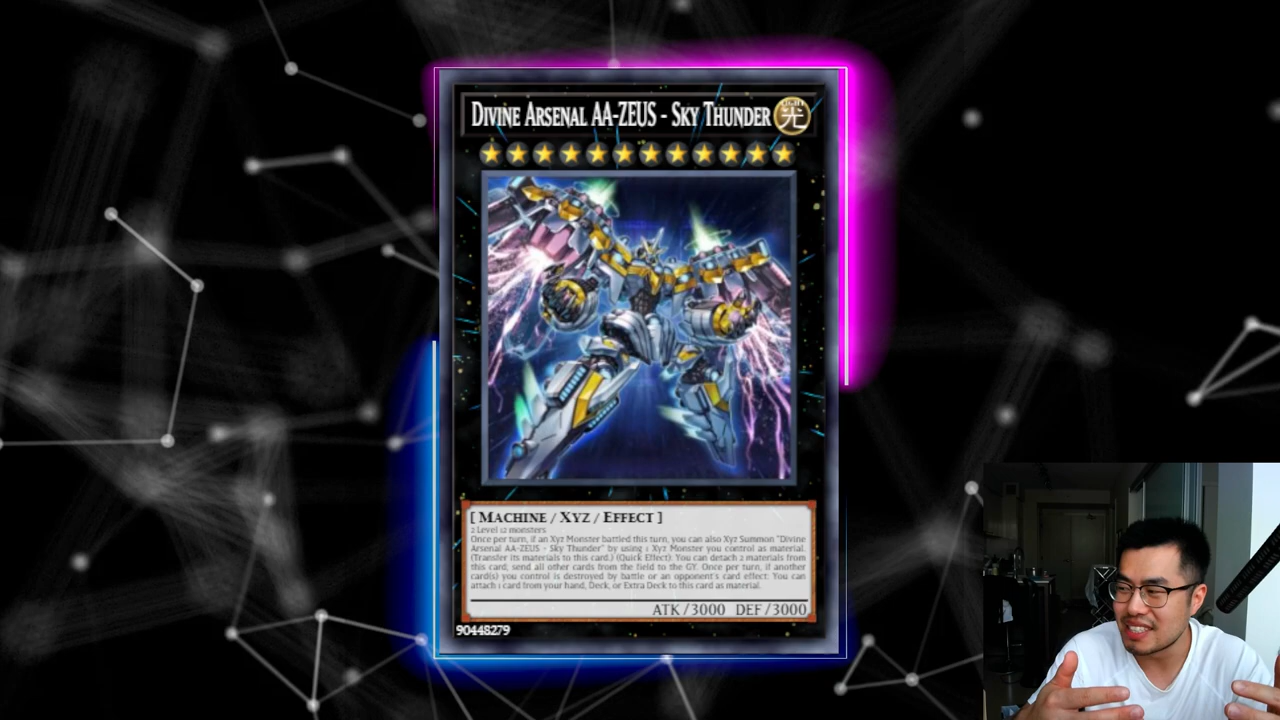 DIVINE ARSENAL AA-ZEUS - SKY THUNDER
LIGHT
光
[ MACHINE / XYZ / EFFECT ]
2 Level 12 monsters
Once per turn, if an Xyz Monster battled this turn, you can also Xyz Summon "Divine
Arsenal AA-ZEUS - Sky Thunder" by using 1 Xyz Monster you control as material.
(Transfer its materials to this card.) (Quick Effect): You can detach 2 materials from
this card; send all other cards from the field to the GY. Once per turn, if another
card(s) you control is destroyed by battle or an opponent's card effect: You can
attach 1 card from your hand, Deck, or Extra Deck to this card as material.
ATK/3000 DEF/3000
90448279